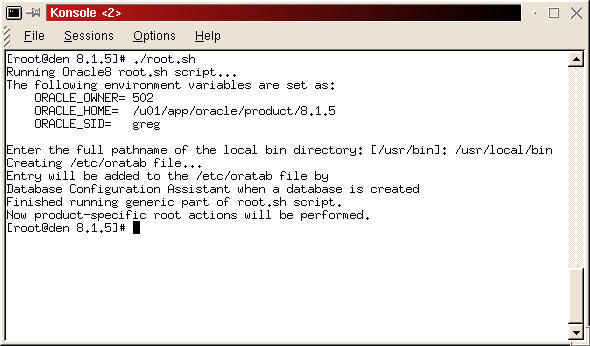 Konsole <2>
File Sessions Options Help
[root@den 8.1.5]# ./root.sh
Running Oracle8 root.sh script...
The following environment variables are set as:
    ORACLE_OWNER= 502
    ORACLE_HOME=  /u01/app/oracle/product/8.1.5
    ORACLE_SID=   greg

Enter the full pathname of the local bin directory: [/usr/bin]: /usr/local/bin
Creating /etc/oratab file...
Entry will be added to the /etc/oratab file by
Database Configuration Assistant when a database is created
Finished running generic part of root.sh script.
Now product-specific root actions will be performed.
[root@den 8.1.5]#